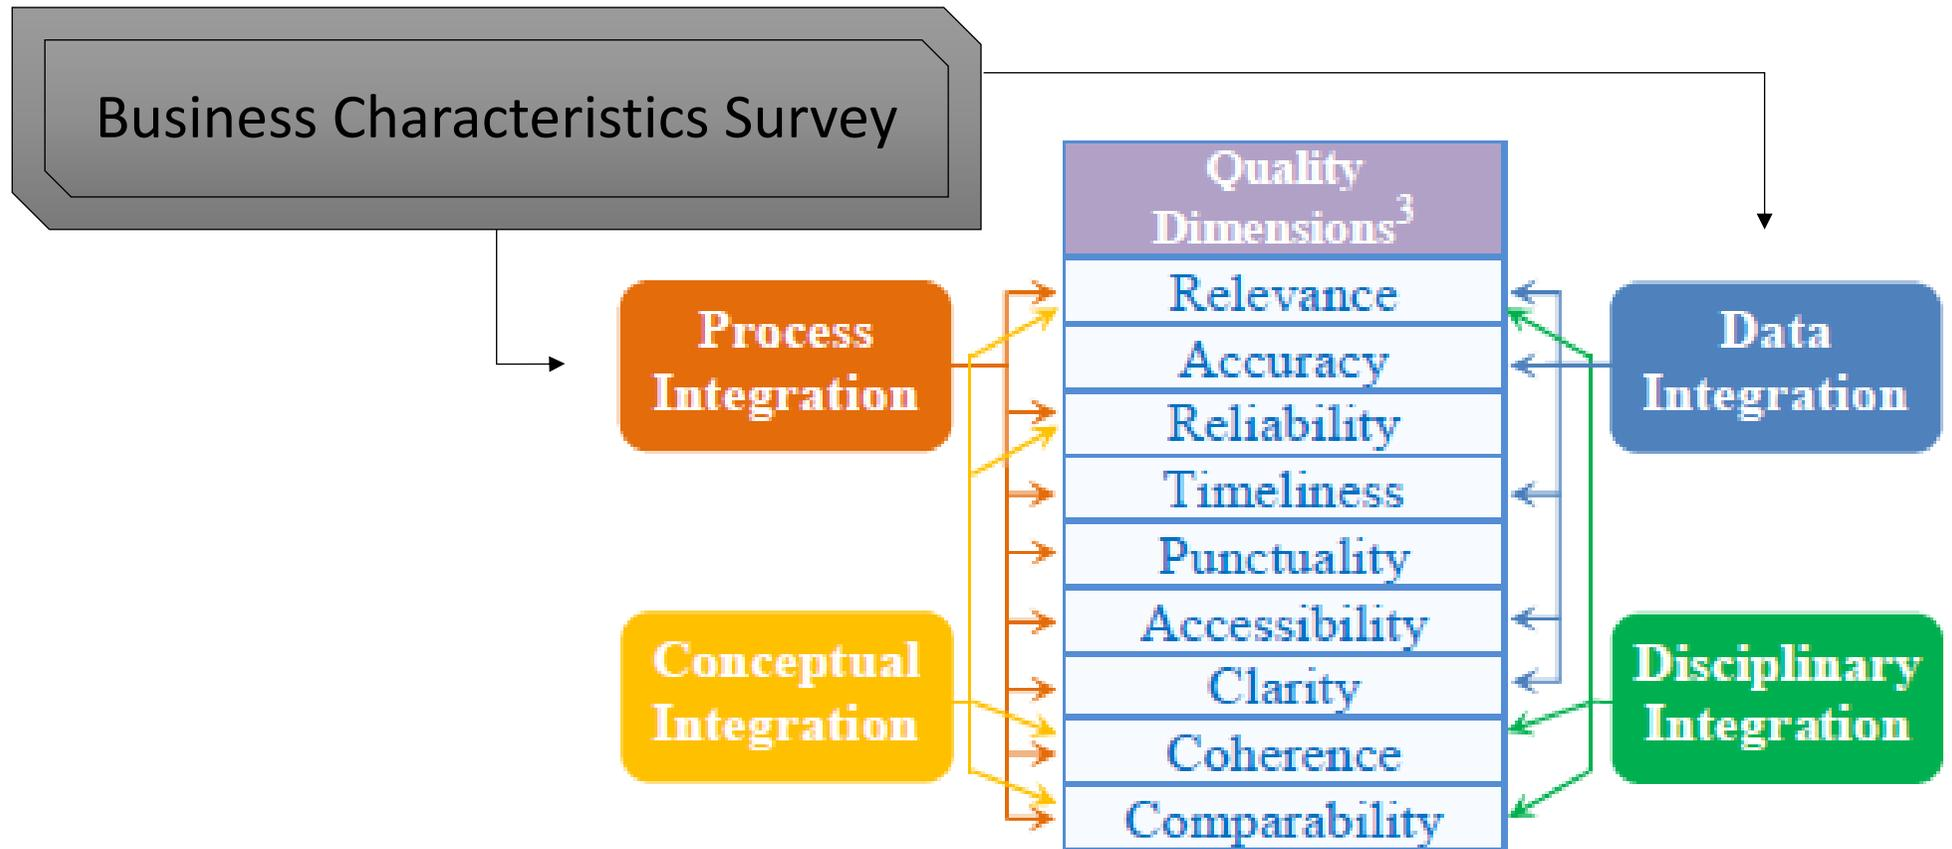 Business Characteristics Survey
Quality
Dimensions³
Process
Integration
Conceptual
Integration
Relevance
Accuracy
Reliability
Timeliness
Punctuality
Accessibility
Clarity
Coherence
Comparability
Data
Integration
Disciplinary
Integration